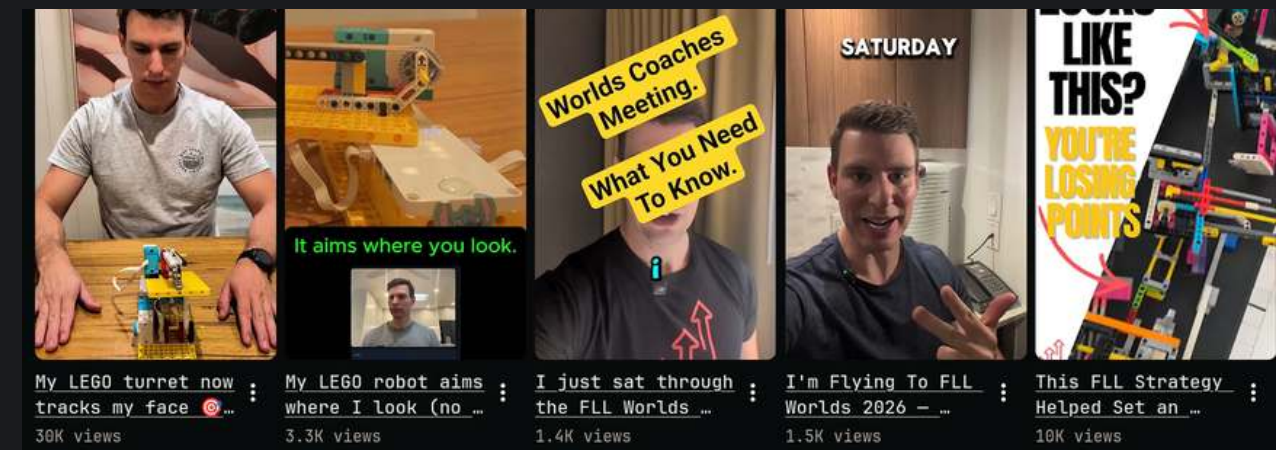 Worlds Coaches
Meeting.
What You Need
To Know.
i
It aims where you look.
SATURDAY
LIKE
THIS?
YOU'RE
LOSING
POINTS
My LEGO turret now
tracks my face 🎯…
30K views
My LEGO robot aims
where I look (no …
3.3K views
I just sat through
the FLL Worlds …
1.4K views
I'm Flying To FLL
Worlds 2026 — …
1.5K views
This FLL Strategy
Helped Set an …
10K views